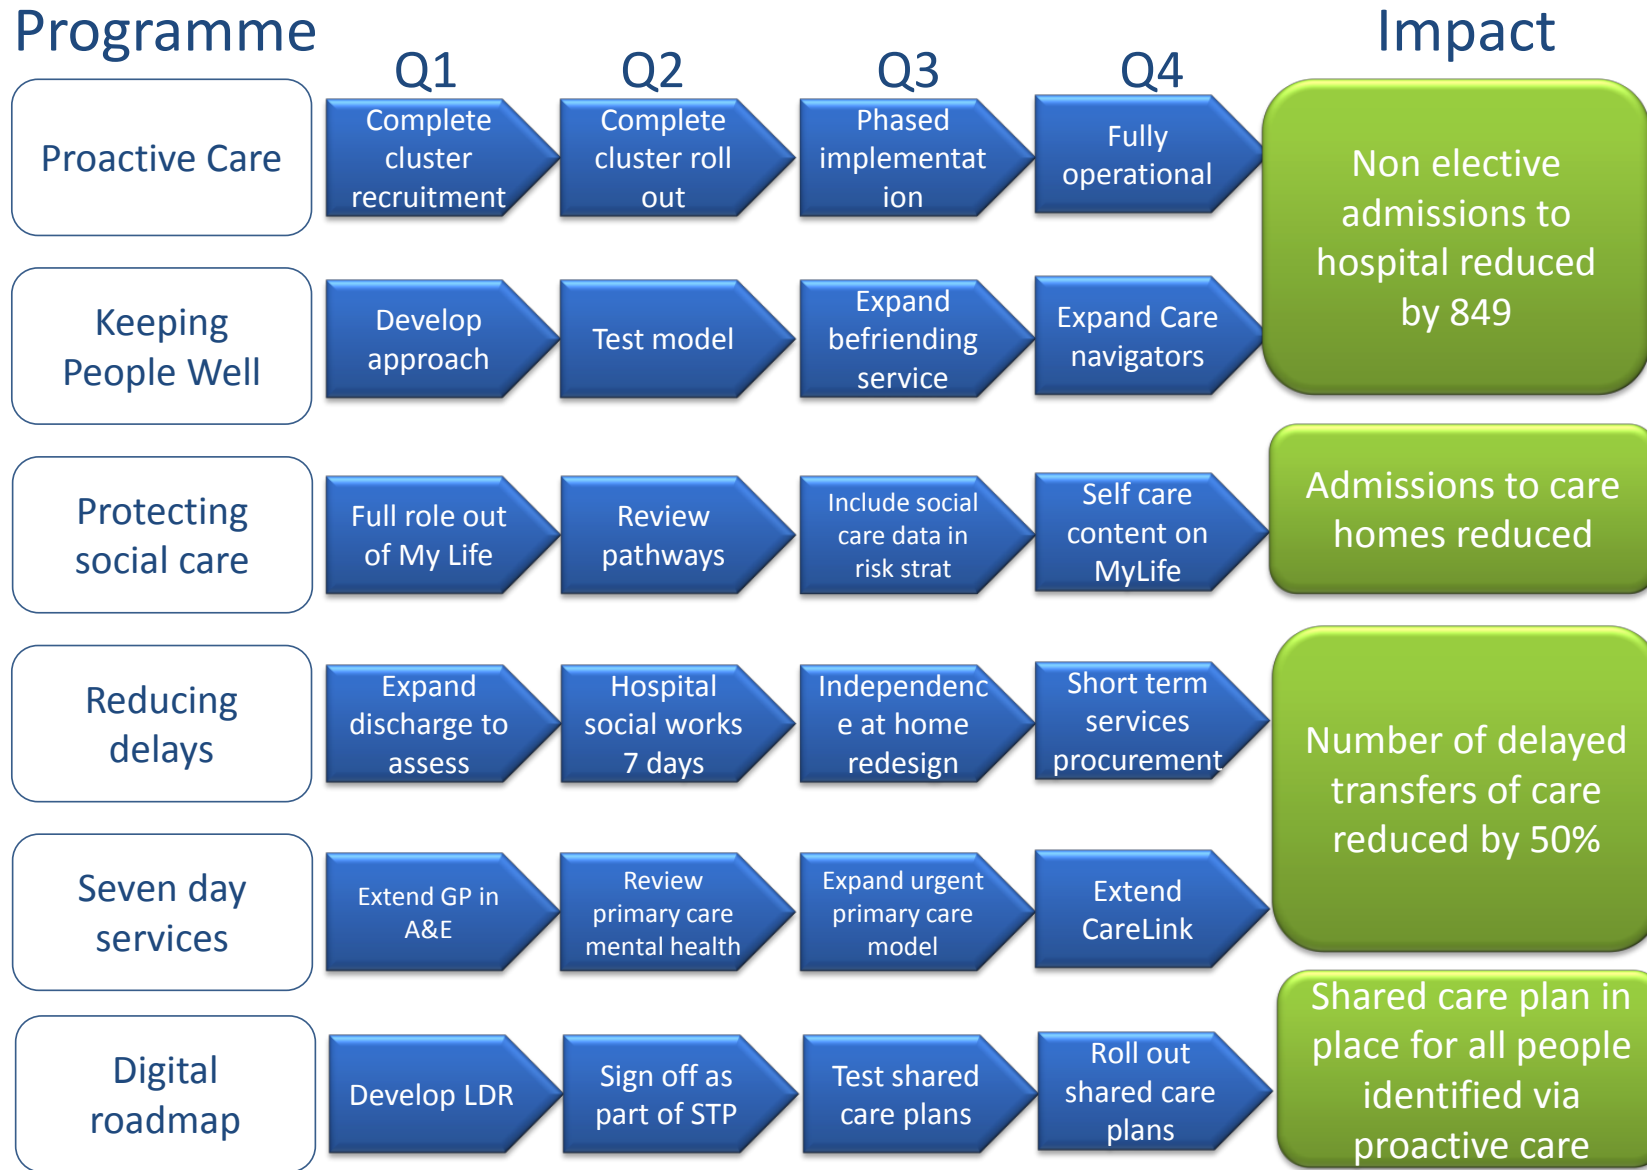 Programme
Q1
Q2
Q3
Q4
Impact
Proactive Care
Complete
cluster
recruitment
Complete
cluster roll
out
Phased
implementat
ion
Fully
operational
Non elective
admissions to
hospital reduced
by 849
Keeping
People Well
Develop
approach
Test model
Expand
befriending
service
Expand Care
navigators
Protecting
social care
Full role out
of My Life
Review
pathways
Include social
care data in
risk strat
Self care
content on
MyLife
Admissions to care
homes reduced
Reducing
delays
Expand
discharge to
assess
Hospital
social works
7 days
Independenc
e at home
redesign
Short term
services
procurement
Number of delayed
transfers of care
reduced by 50%
Seven day
services
Extend GP in
A&E
Review
primary care
mental health
Expand urgent
primary care
model
Extend
CareLink
Digital
roadmap
Develop LDR
Sign off as
part of STP
Test shared
care plans
Roll out
shared care
plans
Shared care plan in
place for all people
identified via
proactive care